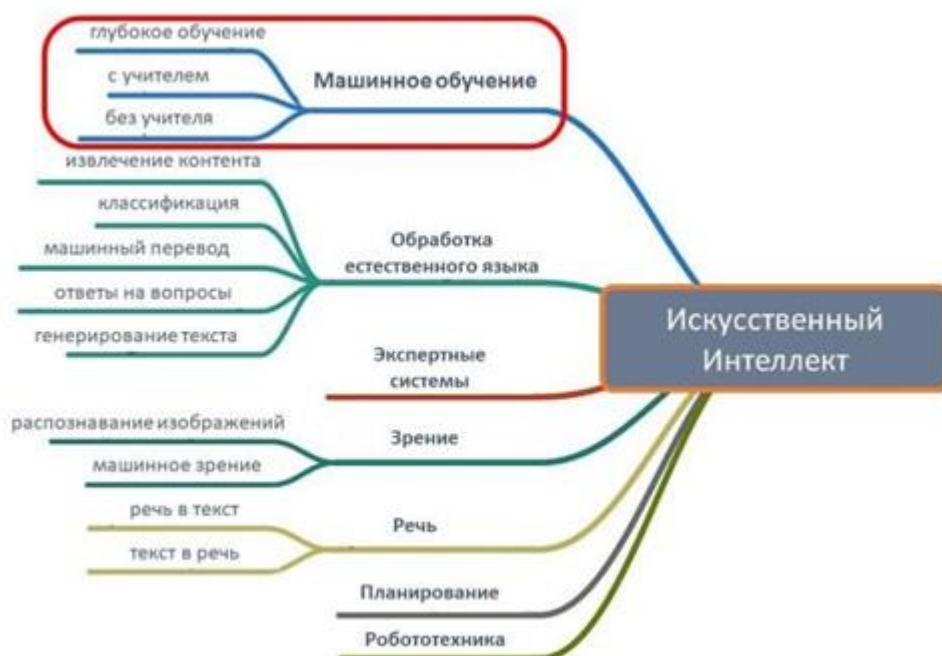 глубокое обучение
с учителем
без учителя
Машинное обучение
извлечение контента
классификация
машинный перевод
ответы на вопросы
генерирование текста
Обработка
естественного языка
Экспертные
системы
распознавание изображений
машинное зрение
Зрение
речь в текст
текст в речь
Речь
Планирование
Робототехника
Искусственный
Интеллект